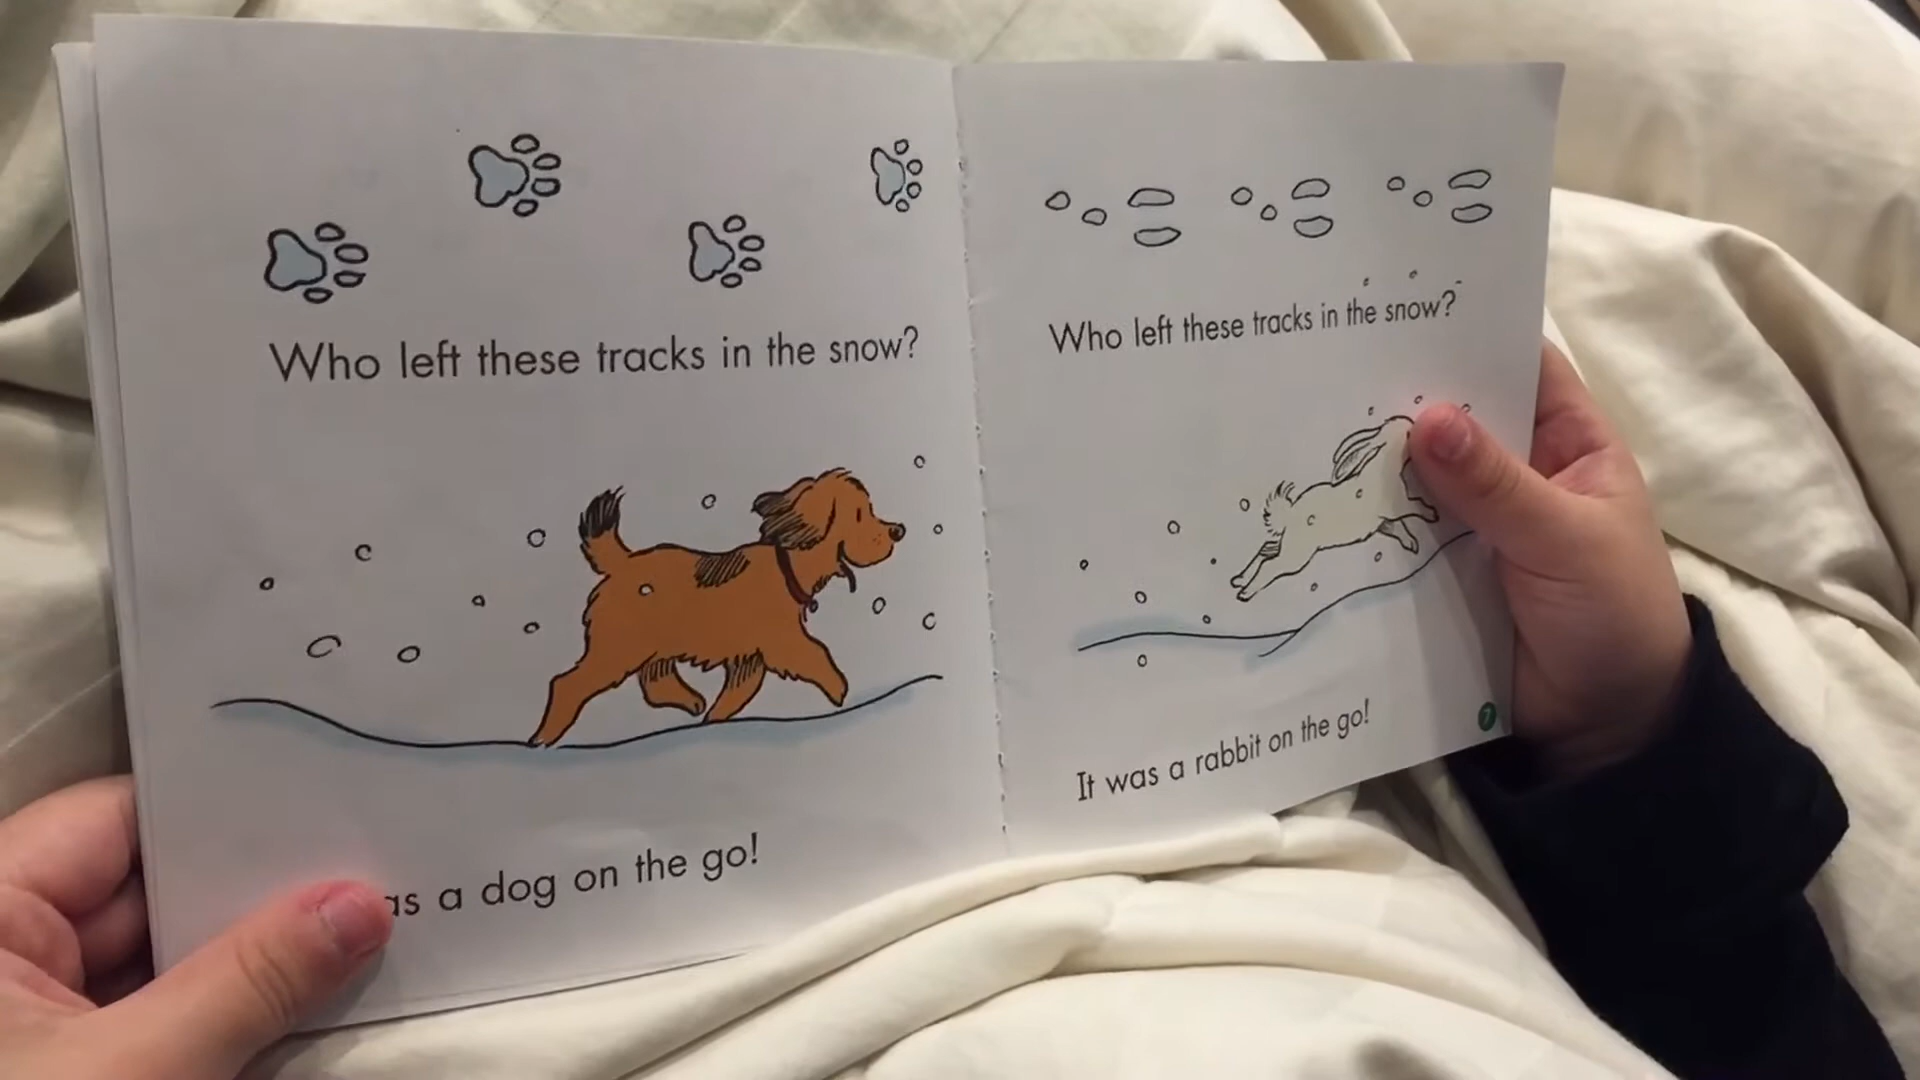 Who left these tracks in the snow?
as a dog on the go!
Who left these tracks in the snow?
It was a rabbit on the go!
7